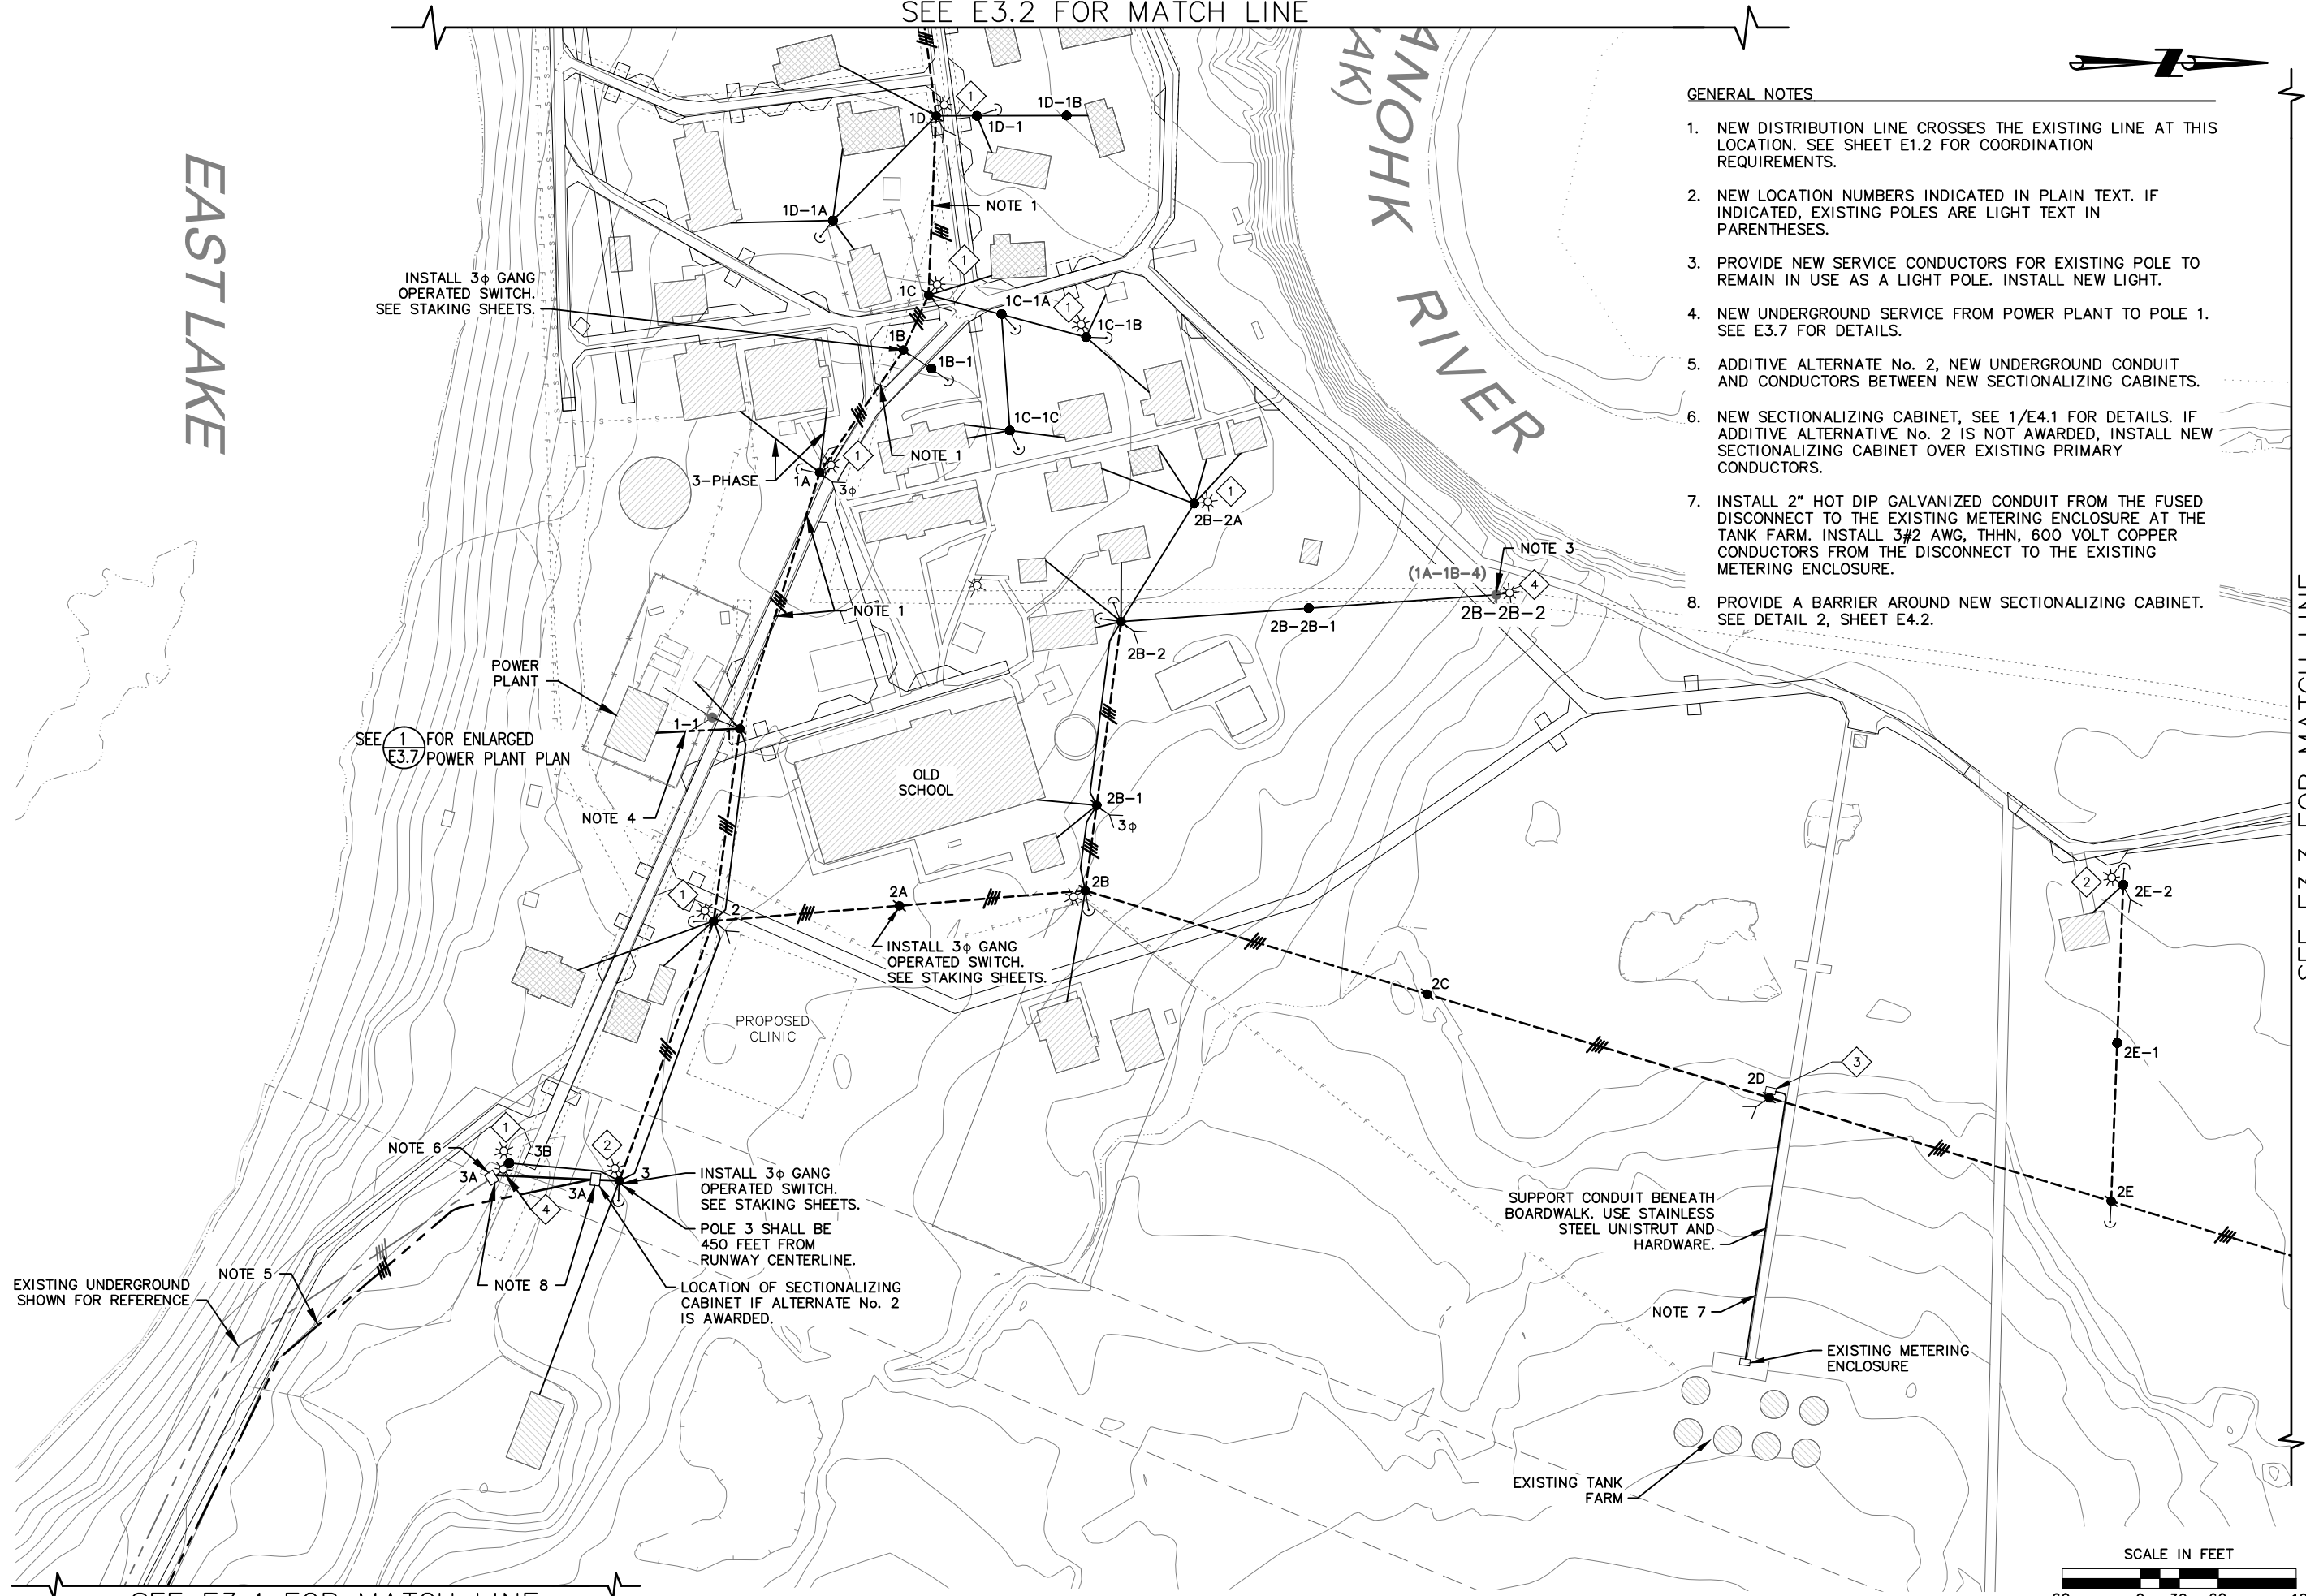 SEE E3.2 FOR MATCH LINE
EAST LAKE
RIVER
GENERAL NOTES
1. NEW DISTRIBUTION LINE CROSSES THE EXISTING LINE AT THIS
LOCATION. SEE SHEET E1.2 FOR COORDINATION
REQUIREMENTS.
2. NEW LOCATION NUMBERS INDICATED IN PLAIN TEXT. IF
INDICATED, EXISTING POLES ARE LIGHT TEXT IN
PARENTHESES.
3. PROVIDE NEW SERVICE CONDUCTORS FOR EXISTING POLE TO
REMAIN IN USE AS A LIGHT POLE. INSTALL NEW LIGHT.
4. NEW UNDERGROUND SERVICE FROM POWER PLANT TO POLE 1.
SEE E3.7 FOR DETAILS.
5. ADDITIVE ALTERNATE No. 2, NEW UNDERGROUND CONDUIT
AND CONDUCTORS BETWEEN NEW SECTIONALIZING CABINETS.
6. NEW SECTIONALIZING CABINET, SEE 1/E4.1 FOR DETAILS. IF
ADDITIVE ALTERNATIVE No. 2 IS NOT AWARDED, INSTALL NEW
SECTIONALIZING CABINET OVER EXISTING PRIMARY
CONDUCTORS.
7. INSTALL 2" HOT DIP GALVANIZED CONDUIT FROM THE FUSED
DISCONNECT TO THE EXISTING METERING ENCLOSURE AT THE
TANK FARM. INSTALL 3#2 AWG, THHN, 600 VOLT COPPER
CONDUCTORS FROM THE DISCONNECT TO THE EXISTING
METERING ENCLOSURE.
8. PROVIDE A BARRIER AROUND NEW SECTIONALIZING CABINET.
SEE DETAIL 2, SHEET E4.2.
1
1D
1D-1
1D-1B
1D-1A
NOTE 1
INSTALL 3φ GANG
OPERATED SWITCH.
SEE STAKING SHEETS.
1
1C
1C-1A
1
1C-1B
1B
1B-1
1C-1C
NOTE 1
1
3-PHASE
1A
3φ
1
2B-2A
NOTE 3
(1A-1B-4)
4
2B-2B-2
2B-2B-1
NOTE 1
2B-2
POWER
PLANT
1-1
SEE 1 FOR ENLARGED
E3.7 POWER PLANT PLAN
OLD
SCHOOL
NOTE 4
2B-1
3φ
1
2
2A
2B
INSTALL 3φ GANG
OPERATED SWITCH.
SEE STAKING SHEETS.
2
2E-2
2C
PROPOSED
CLINIC
2E-1
2D
3
1
NOTE 6
3B
2
3A
3A
3
4
INSTALL 3φ GANG
OPERATED SWITCH.
SEE STAKING SHEETS.
POLE 3 SHALL BE
450 FEET FROM
RUNWAY CENTERLINE.
2E
SUPPORT CONDUIT BENEATH
BOARDWALK. USE STAINLESS
STEEL UNISTRUT AND
HARDWARE.
EXISTING UNDERGROUND
SHOWN FOR REFERENCE
NOTE 5
NOTE 8
LOCATION OF SECTIONALIZING
CABINET IF ALTERNATE No. 2
IS AWARDED.
NOTE 7
EXISTING METERING
ENCLOSURE
EXISTING TANK
FARM
SCALE IN FEET